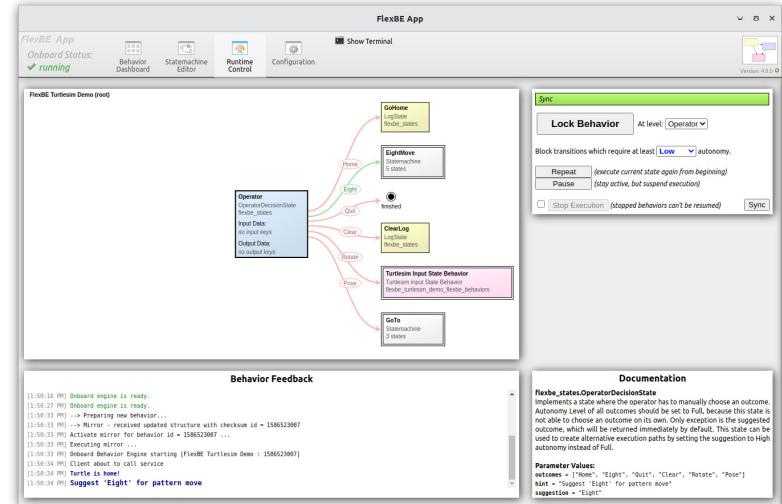 FlexBE App
FlexBE App
Onboard Status:
running
Behavior
Dashboard
Statemachine
Editor
Runtime
Control
Configuration
Show Terminal
Version: 4.0.0
FlexBE Turtlesim Demo (root)
Operator
OperatorDecisionState
flexbe_states
Input Data:
no input keys
Output Data:
no output keys
Home
Eight
Quit
Clear
Rotate
Pose
GoHome
LogState
flexbe_states
EightMove
Statemachine
5 states
finished
ClearLog
LogState
flexbe_states
Turtlesim Input State Behavior
Turtlesim Input State Behavior
flexbe_turtlesim_demo_flexbe_behaviors
GoTo
Statemachine
3 states
Sync
Lock Behavior At level: Operator
Block transitions which require at least Low autonomy.
Repeat (execute current state again from beginning)
Pause (stay active, but suspend execution)
Stop Execution (stopped behaviors can't be resumed) Sync
Behavior Feedback
[1:50:16 PM] Onboard engine is ready.
[1:50:27 PM] Onboard engine is ready.
[1:50:33 PM] --> Preparing new behavior...
[1:50:33 PM] --> Mirror - received updated structure with checksum id = 1586523007
[1:50:33 PM] Activate mirror for behavior id = 1586523007 ...
[1:50:33 PM] Executing mirror ...
[1:50:33 PM] Onboard Behavior Engine starting [FlexBE Turtlesim Demo : 1586523007]
[1:50:34 PM] Client about to call service
[1:50:34 PM] Turtle is home!
[1:50:34 PM] Suggest 'Eight' for pattern move
Documentation
flexbe_states.OperatorDecisionState
Implements a state where the operator has to manually choose an outcome.
Autonomy Level of all outcomes should be set to Full, because this state is
not able to choose an outcome on its own. Only exception is the suggested
outcome, which will be returned immediately by default. This state can be
used to create alternative execution paths by setting the suggestion to High
autonomy instead of Full.
Parameter Values:
outcomes = ["Home", "Eight", "Quit", "Clear", "Rotate", "Pose"]
hint = "Suggest 'Eight' for pattern move"
suggestion = "Eight"